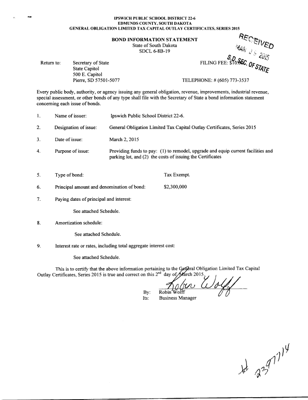 IPSWICH PUBLIC SCHOOL DISTRICT 22-6
EDMUNDS COUNTY, SOUTH DAKOTA
GENERAL OBLIGATION LIMITED TAX CAPITAL OUTLAY CERTIFICATES, SERIES 2015
BOND INFORMATION STATEMENT
State of South Dakota
SDCL 6-8B-19
RECEIVED
MAR 2015
S.D. SEC. OF STATE
Return to: Secretary of State FILING FEE:
State Capitol
500 E. Capitol
Pierre, SD 57501-5077 TELEPHONE: # (605) 773-3537
Every public body, authority, or agency issuing any general obligation, revenue, improvements, industrial revenue,
special assessment, or other bonds of any type shall file with the Secretary of State a bond information statement
concerning each issue of bonds.
1. Name of issuer: Ipswich Public School District 22-6.
2. Designation of issue: General Obligation Limited Tax Capital Outlay Certificates, Series 2015
3. Date of issue: March 2, 2015
4. Purpose of issue: Providing funds to pay: (1) to remodel, upgrade and equip current facilities and
parking lot, and (2) the costs of issuing the Certificates
5. Type of bond: Tax Exempt.
6. Principal amount and denomination of bond: $2,300,000
7. Paying dates of principal and interest
See attached Schedule.
8. Amortization schedule:
See attached Schedule.
9. Interest rate or rates, including total aggregate interest cost:
See attached Schedule.
This is to certify that the above information pertaining to the General Obligation Limited Tax Capital
Outlay Certificates, Series 2015 is true and correct on this 2nd day of March 2015.
Robin Wolff
By: Robin Wolff
Its: Business Manager
2397714